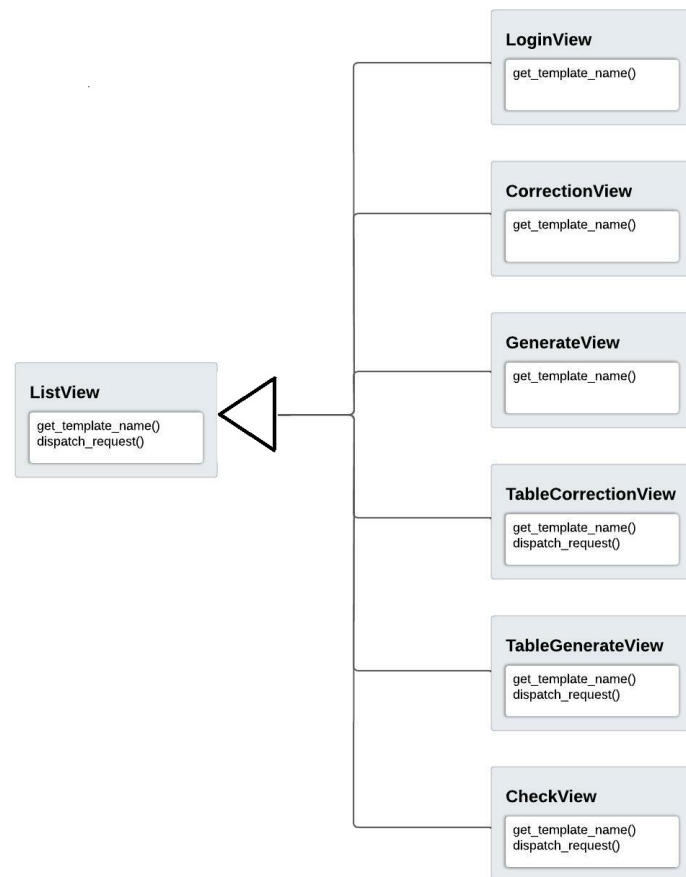 LoginView
get_template_name()
CorrectionView
get_template_name()
GenerateView
get_template_name()
ListView
get_template_name()
dispatch_request()
TableCorrectionView
get_template_name()
dispatch_request()
TableGenerateView
get_template_name()
dispatch_request()
CheckView
get_template_name()
dispatch_request()